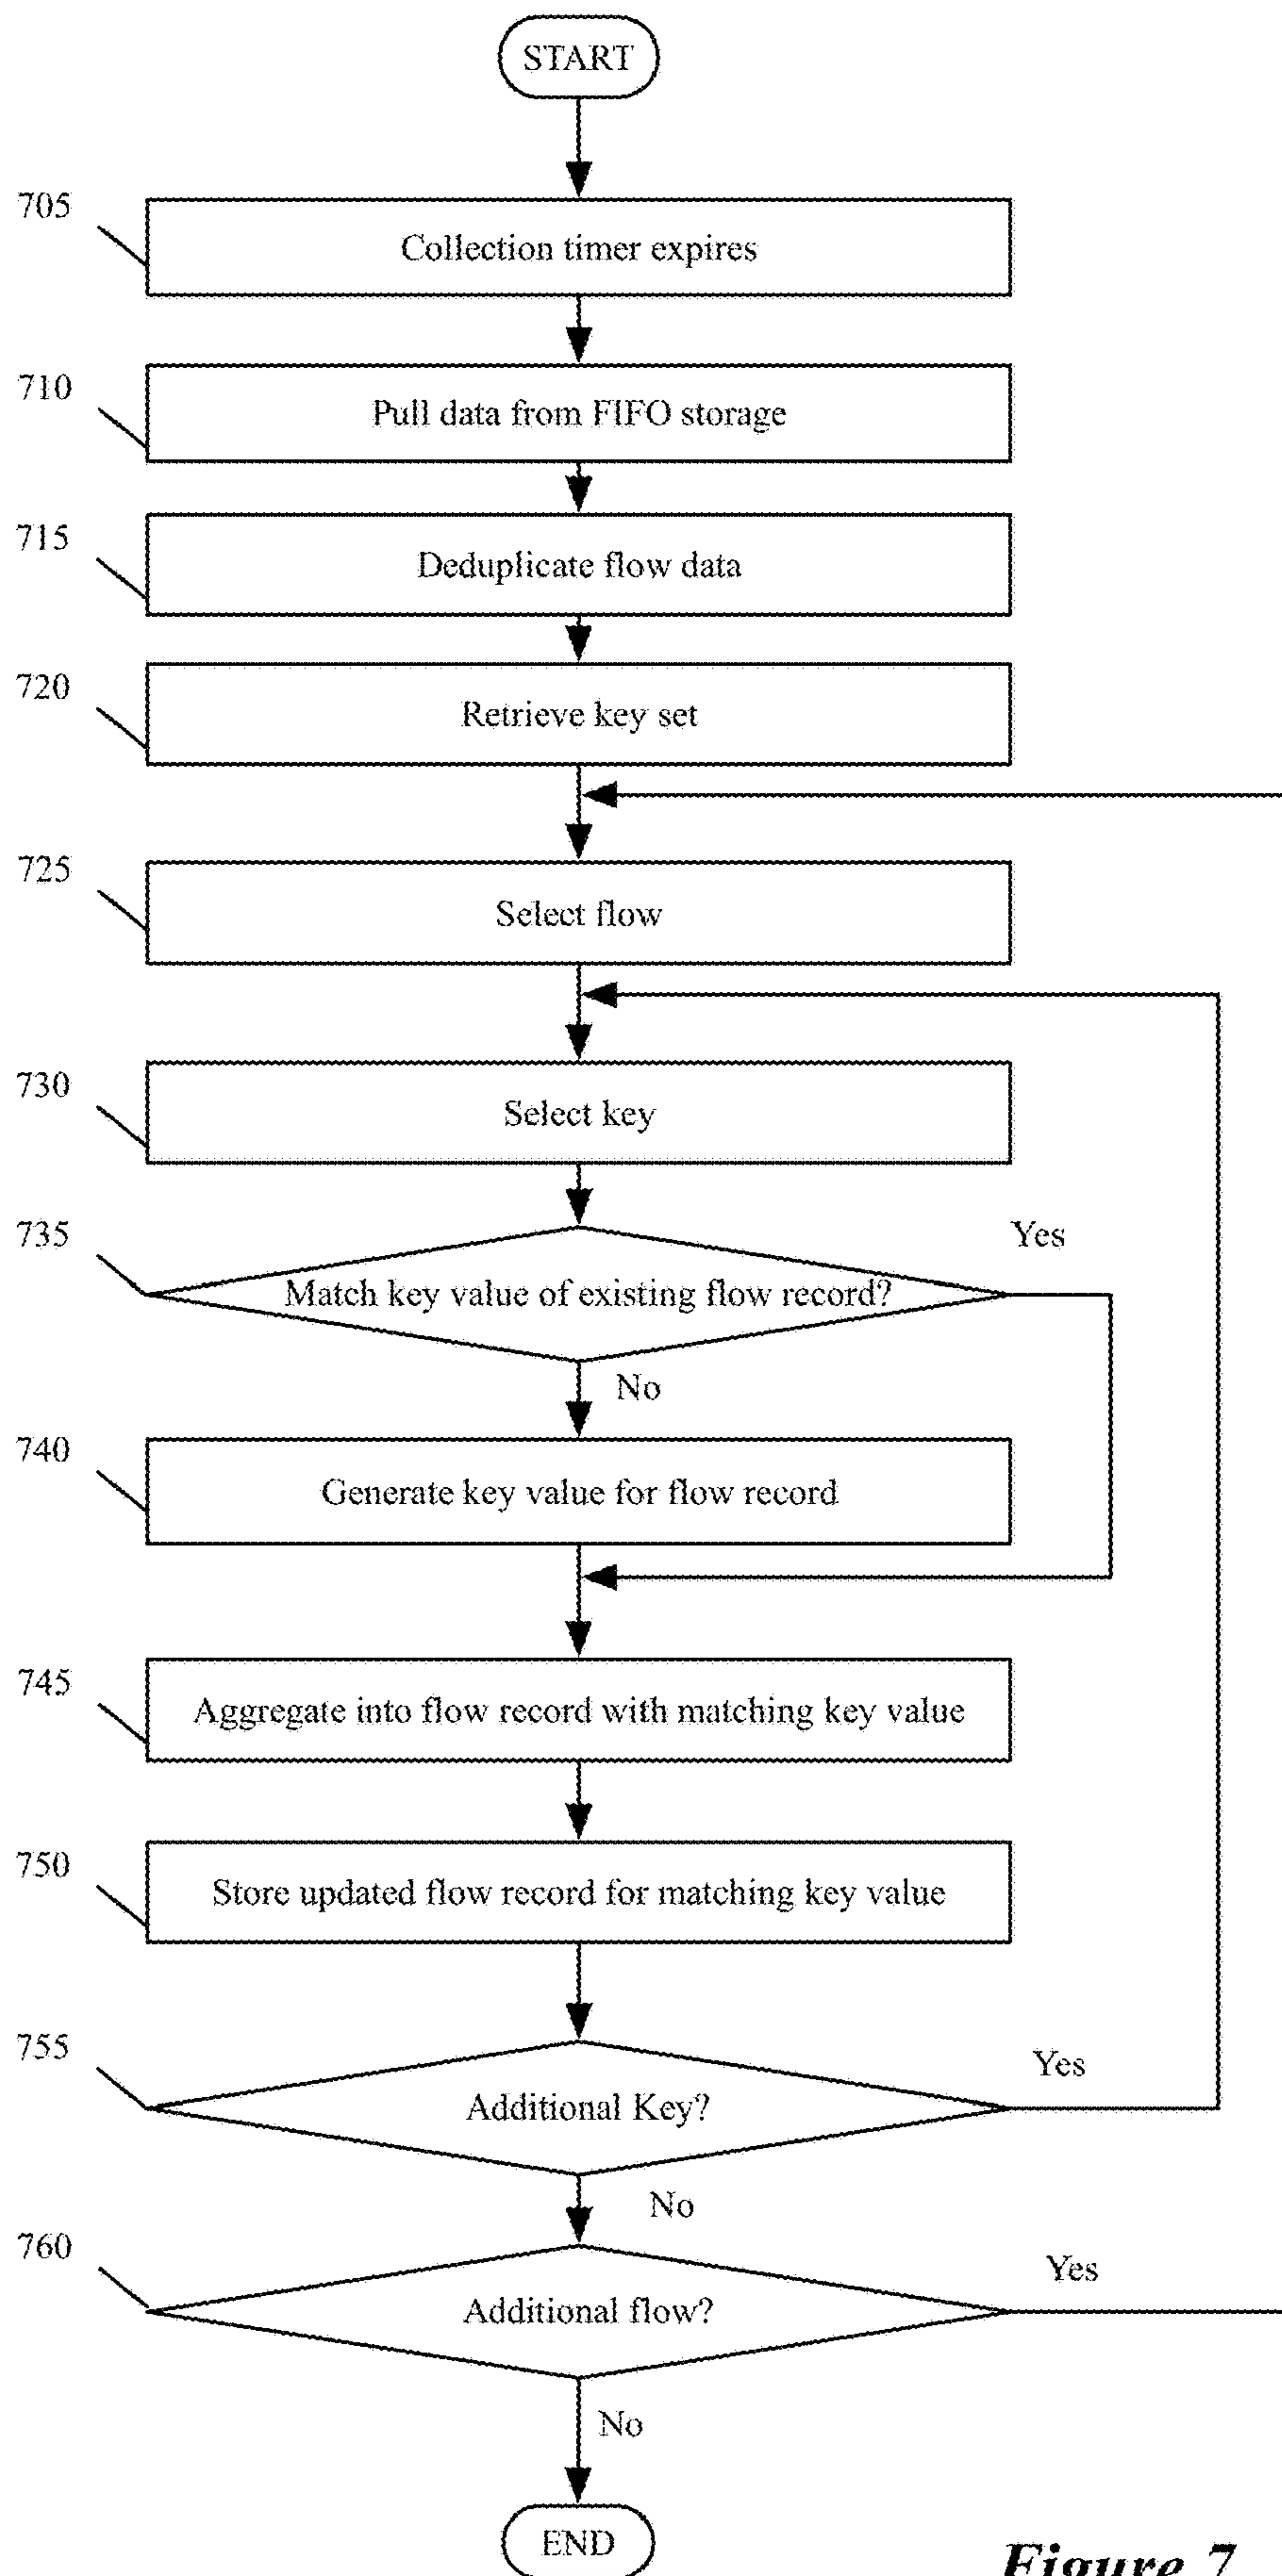 START
705
Collection timer expires
710
Pull data from FIFO storage
715
Deduplicate flow data
720
Retrieve key set
725
Select flow
730
Select key
735
Yes
Match key value of existing flow record?
No
740
Generate key value for flow record
745
Aggregate into flow record with matching key value
750
Store updated flow record for matching key value
755
Yes
Additional Key?
No
760
Yes
Additional flow?
No
END
Figure 7